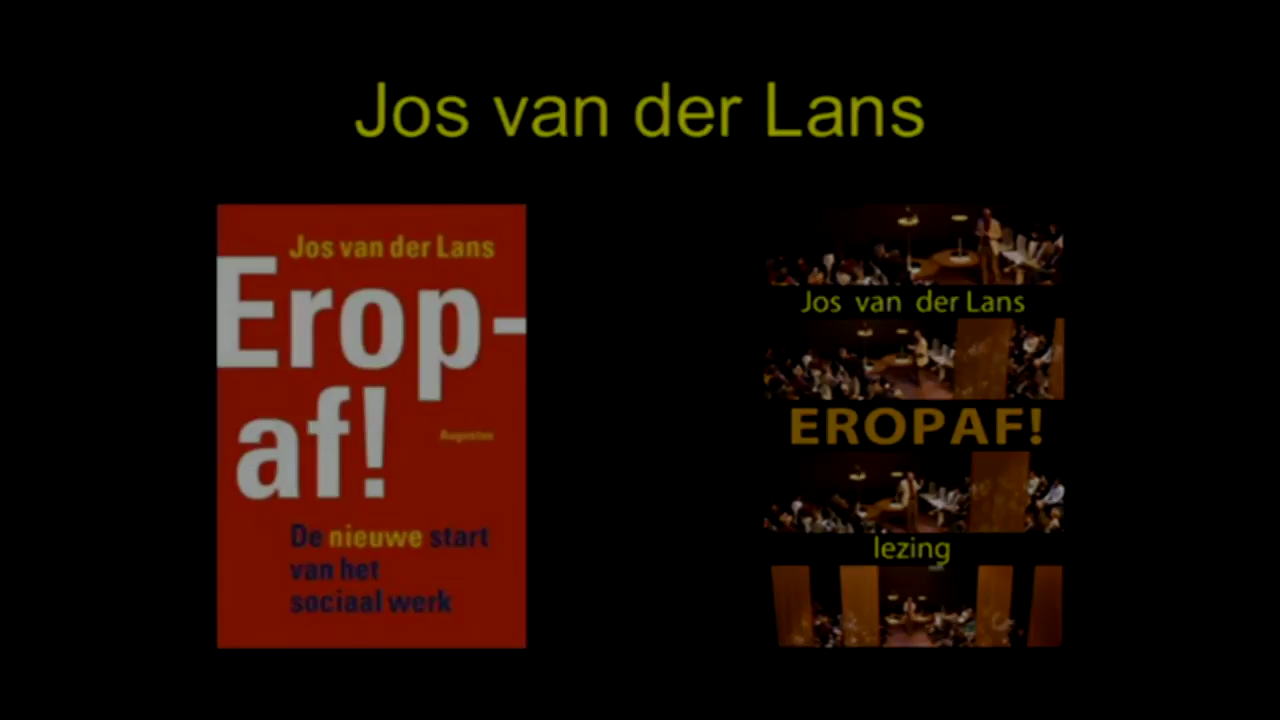 Jos van der Lans
Jos van der Lans
Erop-
af!
Augustus
De nieuwe start
van het
sociaal werk
Jos van der Lans
EROPAF!
lezing